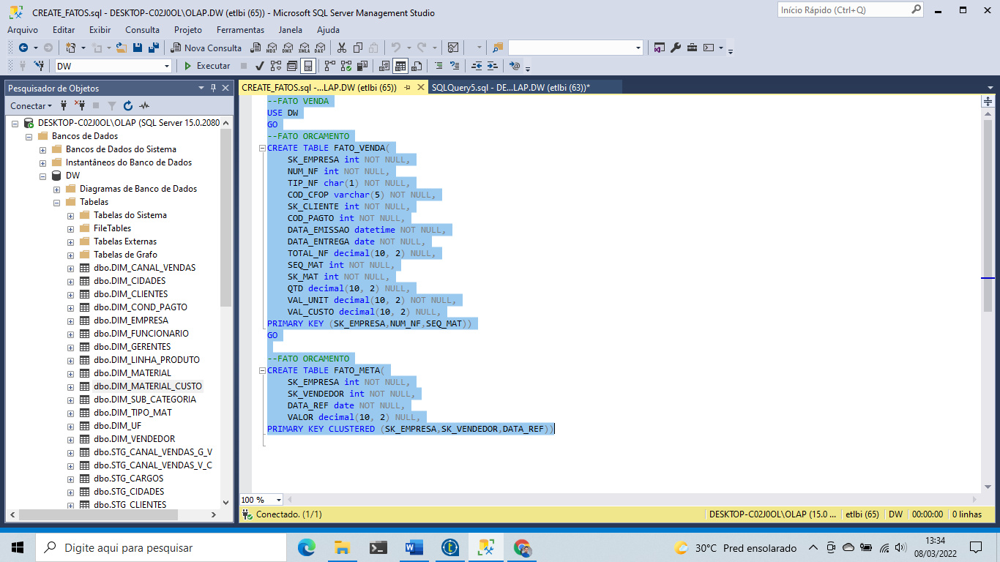 CREATE_FATOS.sql - DESKTOP-C02J0OL\OLAP.DW (etlbi (65)) - Microsoft SQL Server Management Studio
Início Rápido (Ctrl+Q)
Arquivo Editar Exibir Consulta Projeto Ferramentas Janela Ajuda
Nova Consulta MDX DMX XMLA DAX
DW Executar
Pesquisador de Objetos
CREATE_FATOS.sql -...LAP.DW (etlbi (65)) SQLQuery5.sql - DE...LAP.DW (etlbi (63))*
Conectar
DESKTOP-C02J0OL\OLAP (SQL Server 15.0.2080
Bancos de Dados
Bancos de Dados do Sistema
Instantâneos do Banco de Dados
DW
Diagramas de Banco de Dados
Tabelas
Tabelas do Sistema
FileTables
Tabelas Externas
Tabelas de Grafo
dbo.DIM_CANAL_VENDAS
dbo.DIM_CIDADES
dbo.DIM_CLIENTES
dbo.DIM_COND_PAGTO
dbo.DIM_EMPRESA
dbo.DIM_FUNCIONARIO
dbo.DIM_GERENTES
dbo.DIM_LINHA_PRODUTO
dbo.DIM_MATERIAL
dbo.DIM_MATERIAL_CUSTO
dbo.DIM_SUB_CATEGORIA
dbo.DIM_TIPO_MAT
dbo.DIM_UF
dbo.DIM_VENDEDOR
dbo.STG_CANAL_VENDAS_G_V
dbo.STG_CANAL_VENDAS_V_C
dbo.STG_CARGOS
dbo.STG_CIDADES
dbo.STG_CLIENTES
--FATO VENDA
USE DW
GO
--FATO ORCAMENTO
CREATE TABLE FATO_VENDA(
SK_EMPRESA int NOT NULL,
NUM_NF int NOT NULL,
TIP_NF char(1) NOT NULL,
COD_CFOP varchar(5) NOT NULL,
SK_CLIENTE int NOT NULL,
COD_PAGTO int NOT NULL,
DATA_EMISSAO datetime NOT NULL,
DATA_ENTREGA date NOT NULL,
TOTAL_NF decimal(10, 2) NOT NULL,
SEQ_MAT int NOT NULL,
SK_MAT int NOT NULL,
QTD decimal(10, 2) NULL,
VAL_UNIT decimal(10, 2) NOT NULL,
VAL_CUSTO decimal(10, 2) NULL,
PRIMARY KEY (SK_EMPRESA,NUM_NF,SEQ_MAT))
GO
--FATO ORCAMENTO
CREATE TABLE FATO_META(
SK_EMPRESA int NOT NULL,
SK_VENDEDOR int NOT NULL,
DATA_REF date NOT NULL,
VALOR decimal(10, 2) NULL,
PRIMARY KEY CLUSTERED (SK_EMPRESA,SK_VENDEDOR,DATA_REF))
100 %
Conectado. (1/1) DESKTOP-C02J0OL\OLAP (15.0 ... etlbi (65) DW 00:00:00 0 linhas
Digite aqui para pesquisar
30°C Pred ensolarado
13:34
08/03/2022